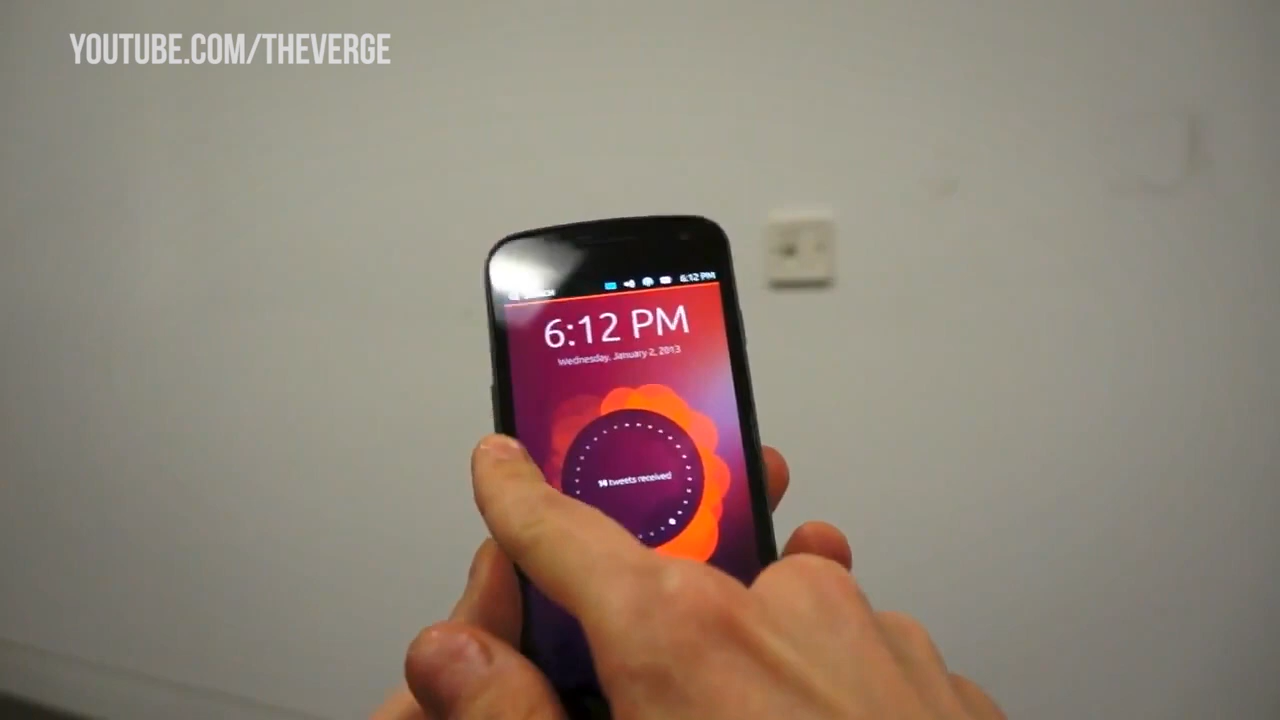 YOUTUBE.COM/THEVERGE
6:12 PM
6:12 PM
Wednesday, January 2, 2013
tweets received